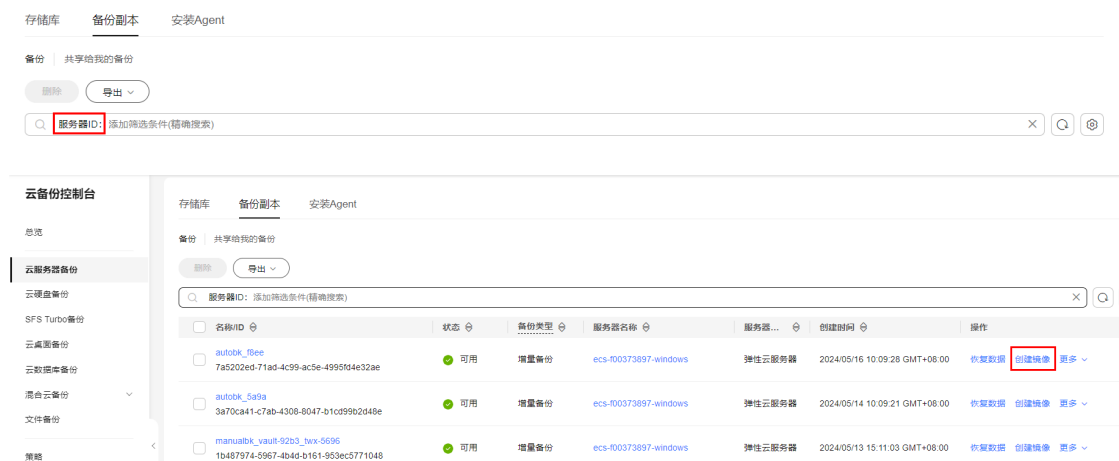 存储库 备份副本 安装Agent
备份 共享给我的备份
删除 导出
服务器ID: 添加筛选条件(精确搜索)
云备份控制台
总览
云服务器备份
云硬盘备份
SFS Turbo备份
云桌面备份
云数据库备份
混合云备份
文件备份
策略
存储库 备份副本 安装Agent
备份 共享给我的备份
删除 导出
服务器ID: 添加筛选条件(精确搜索)
名称/ID 状态 备份类型 服务器名称 服务器... 创建时间 操作
autobk_f8ee
7a5202ed-71ad-4c99-ac5e-4995fd4e32ae 可用 增量备份 ecs-f00373897-windows 弹性云服务器 2024/05/16 10:09:28 GMT+08:00 恢复数据 创建镜像 更多
autobk_5a9a
3a70ca41-c7ab-4308-8047-b1cd99b2d48e 可用 增量备份 ecs-f00373897-windows 弹性云服务器 2024/05/14 10:09:21 GMT+08:00 恢复数据 创建镜像 更多
manualbk_vault-92b3_twx-5696
1b487974-5967-4b4d-b161-953ec5771048 可用 增量备份 ecs-f00373897-windows 弹性云服务器 2024/05/13 15:11:03 GMT+08:00 恢复数据 创建镜像 更多